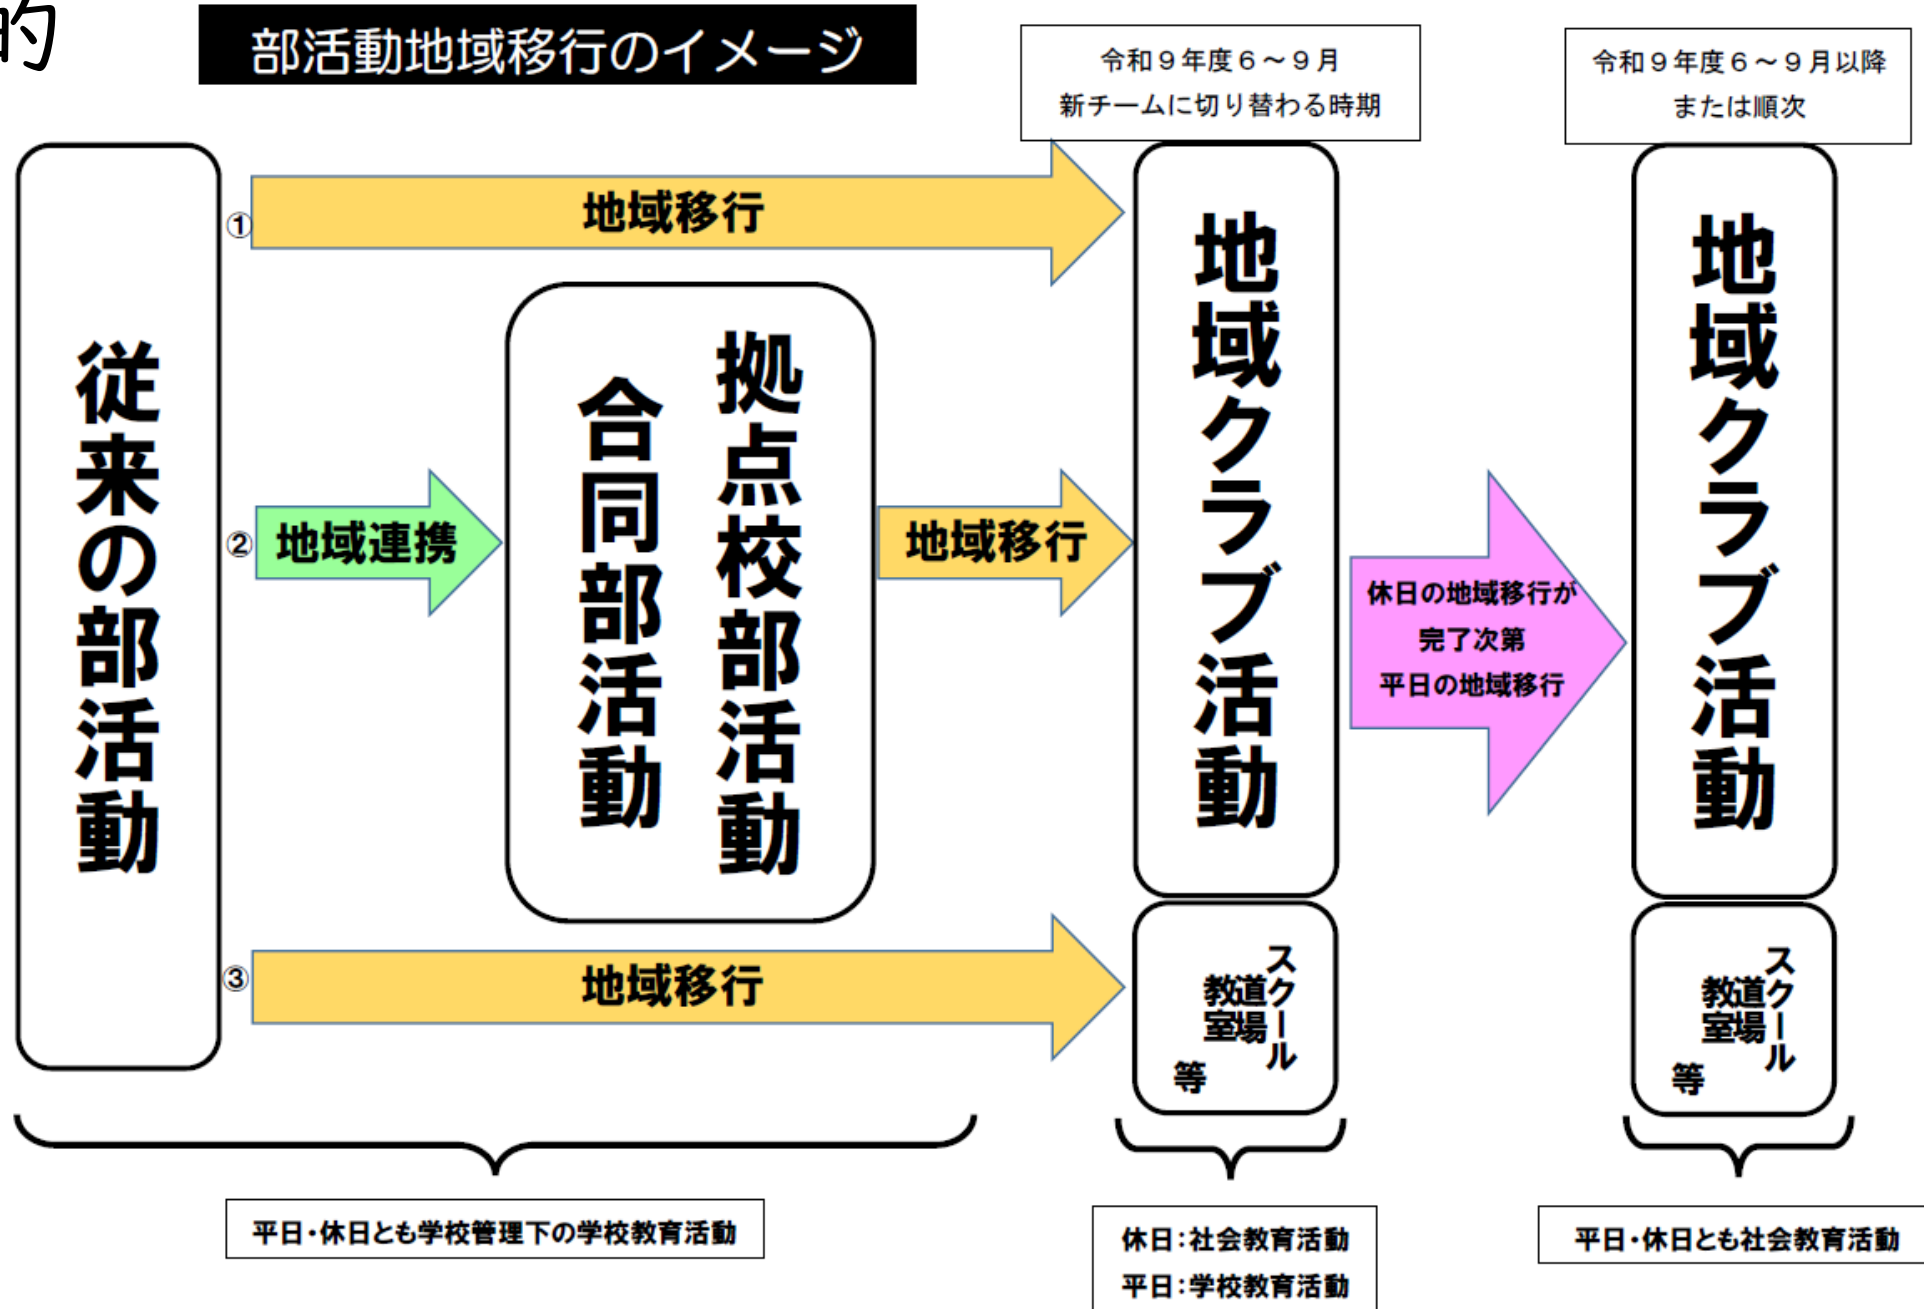 的
部活動地域移行のイメージ
令和９年度６～９月
新チームに切り替わる時期
令和９年度６～９月以降
または順次
従来の部活動
①
地域移行
②
地域連携
拠点校部活動
合同部活動
地域移行
③
地域移行
地域クラブ活動
スクール
道場
教室
等
休日の地域移行が
完了次第
平日の地域移行
地域クラブ活動
スクール
道場
教室
等
平日・休日とも学校管理下の学校教育活動
休日：社会教育活動
平日：学校教育活動
平日・休日とも社会教育活動